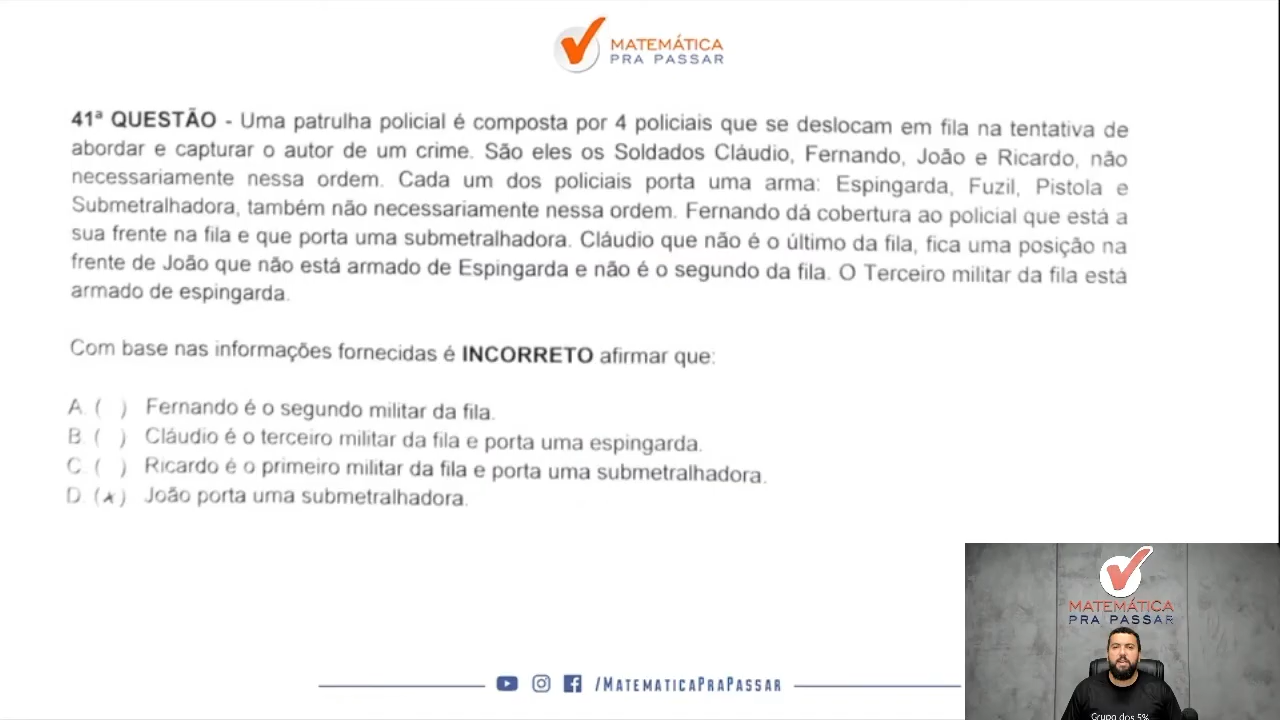 MATEMÁTICA
PRA PASSAR
41ª QUESTÃO - Uma patrulha policial é composta por 4 policiais que se deslocam em fila na tentativa de
abordar e capturar o autor de um crime. São eles os Soldados Cláudio, Fernando, João e Ricardo, não
necessariamente nessa ordem. Cada um dos policiais porta uma arma: Espingarda, Fuzil, Pistola e
Submetralhadora, também não necessariamente nessa ordem. Fernando dá cobertura ao policial que está a
sua frente na fila e que porta uma submetralhadora. Cláudio que não é o último da fila, fica uma posição na
frente de João que não está armado de Espingarda e não é o segundo da fila. O Terceiro militar da fila está
armado de espingarda.
Com base nas informações fornecidas é INCORRETO afirmar que:
A. ( ) Fernando é o segundo militar da fila.
B. ( ) Cláudio é o terceiro militar da fila e porta uma espingarda.
C. ( ) Ricardo é o primeiro militar da fila e porta uma submetralhadora.
D. (x) João porta uma submetralhadora.
MATEMÁTICA
PRA PASSAR
Grupo dos 5%
/MATEMATICAPRAPASSAR